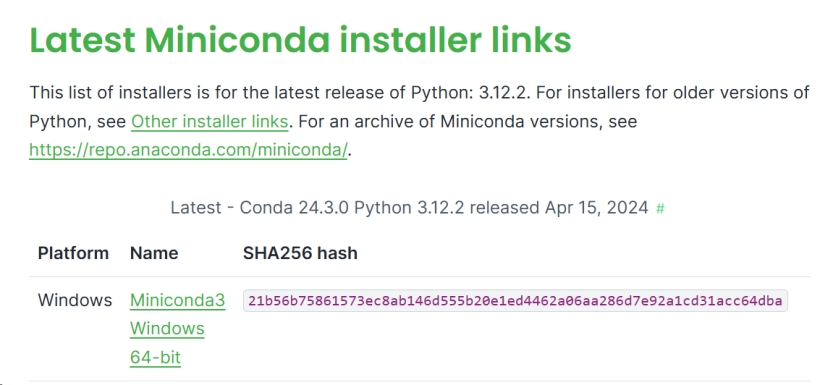 Latest Miniconda installer links
This list of installers is for the latest release of Python: 3.12.2. For installers for older versions of
Python, see Other installer links. For an archive of Miniconda versions, see
https://repo.anaconda.com/miniconda/.
Latest - Conda 24.3.0 Python 3.12.2 released Apr 15, 2024 #
Platform Name SHA256 hash
Windows Miniconda3 21b56b75861573ec8ab146d555b20e1ed4462a06aa286d7e92a1cd31acc64dba
Windows
64-bit